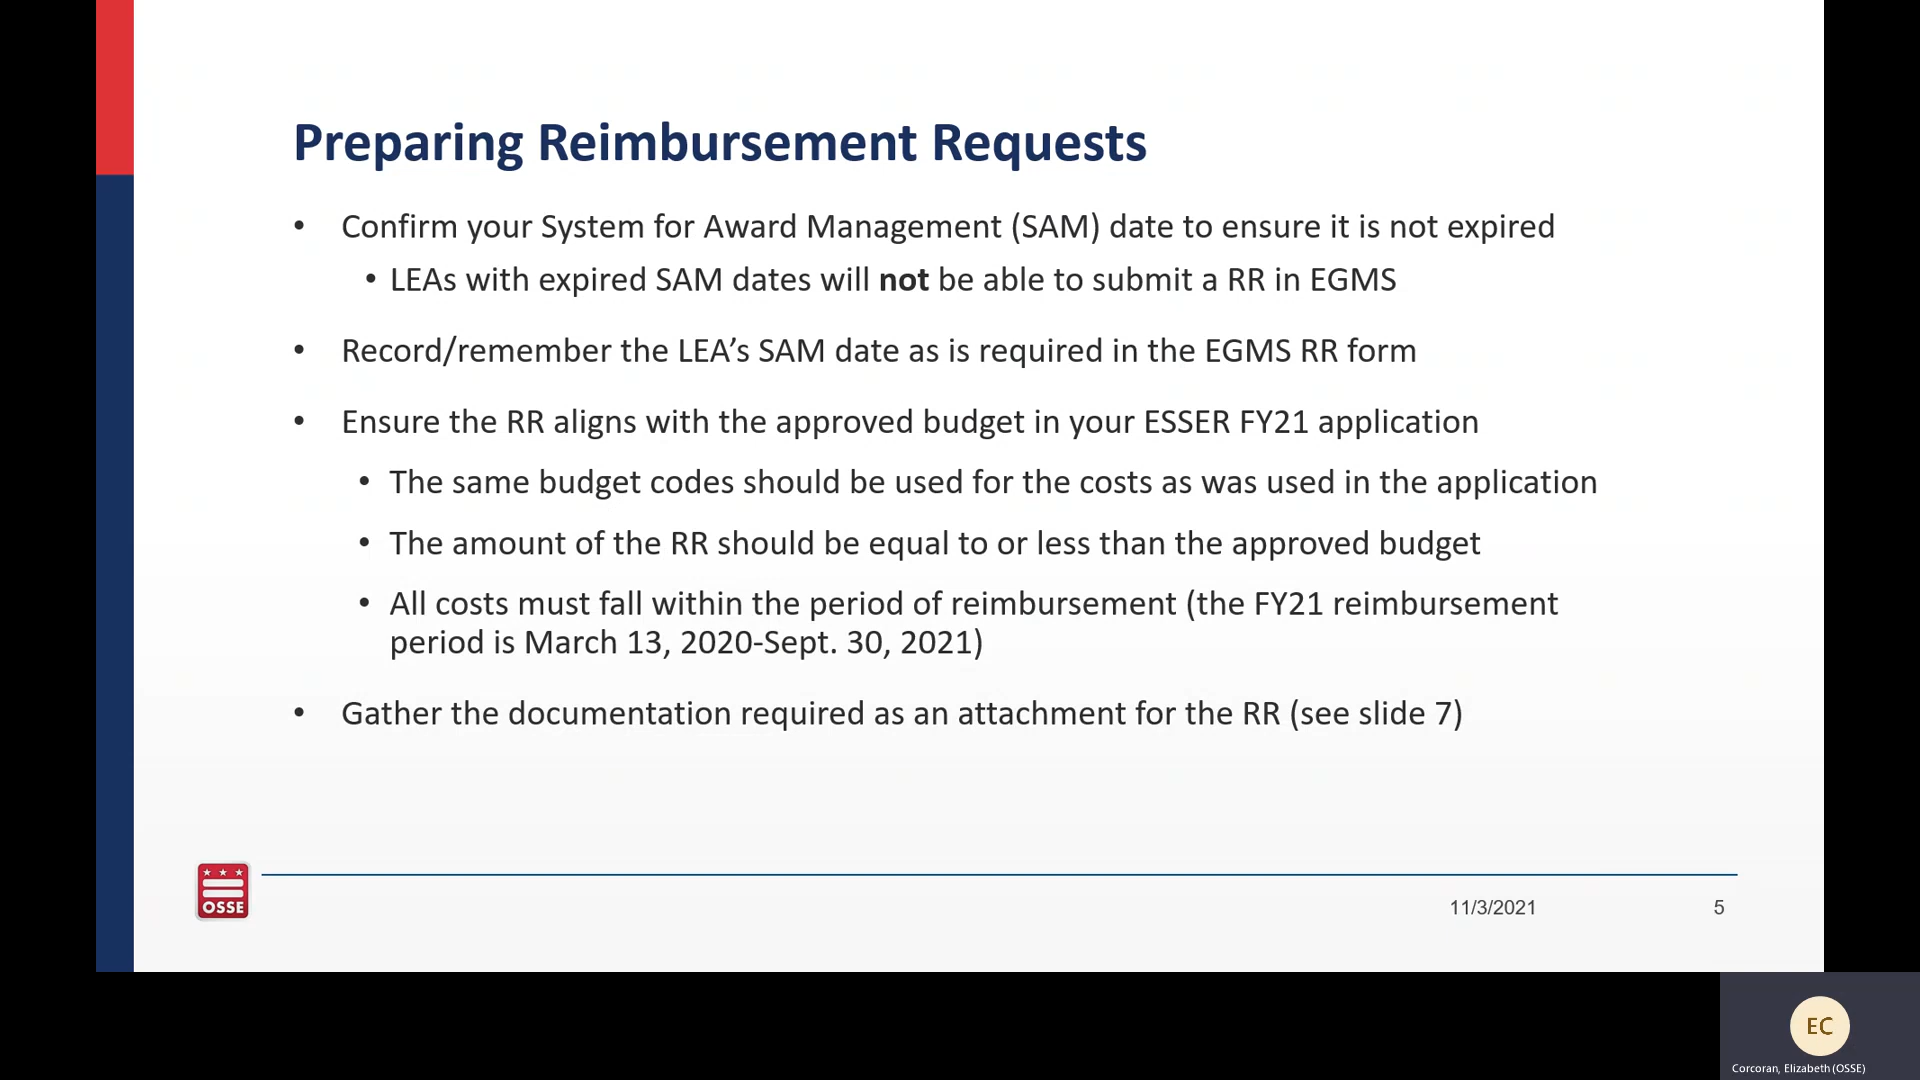 Preparing Reimbursement Requests
• Confirm your System for Award Management (SAM) date to ensure it is not expired
• LEAs with expired SAM dates will not be able to submit a RR in EGMS
• Record/remember the LEA’s SAM date as is required in the EGMS RR form
• Ensure the RR aligns with the approved budget in your ESSER FY21 application
• The same budget codes should be used for the costs as was used in the application
• The amount of the RR should be equal to or less than the approved budget
• All costs must fall within the period of reimbursement (the FY21 reimbursement
period is March 13, 2020-Sept. 30, 2021)
• Gather the documentation required as an attachment for the RR (see slide 7)
OSSE
11/3/2021
5
EC
Corcoran, Elizabeth (OSSE)